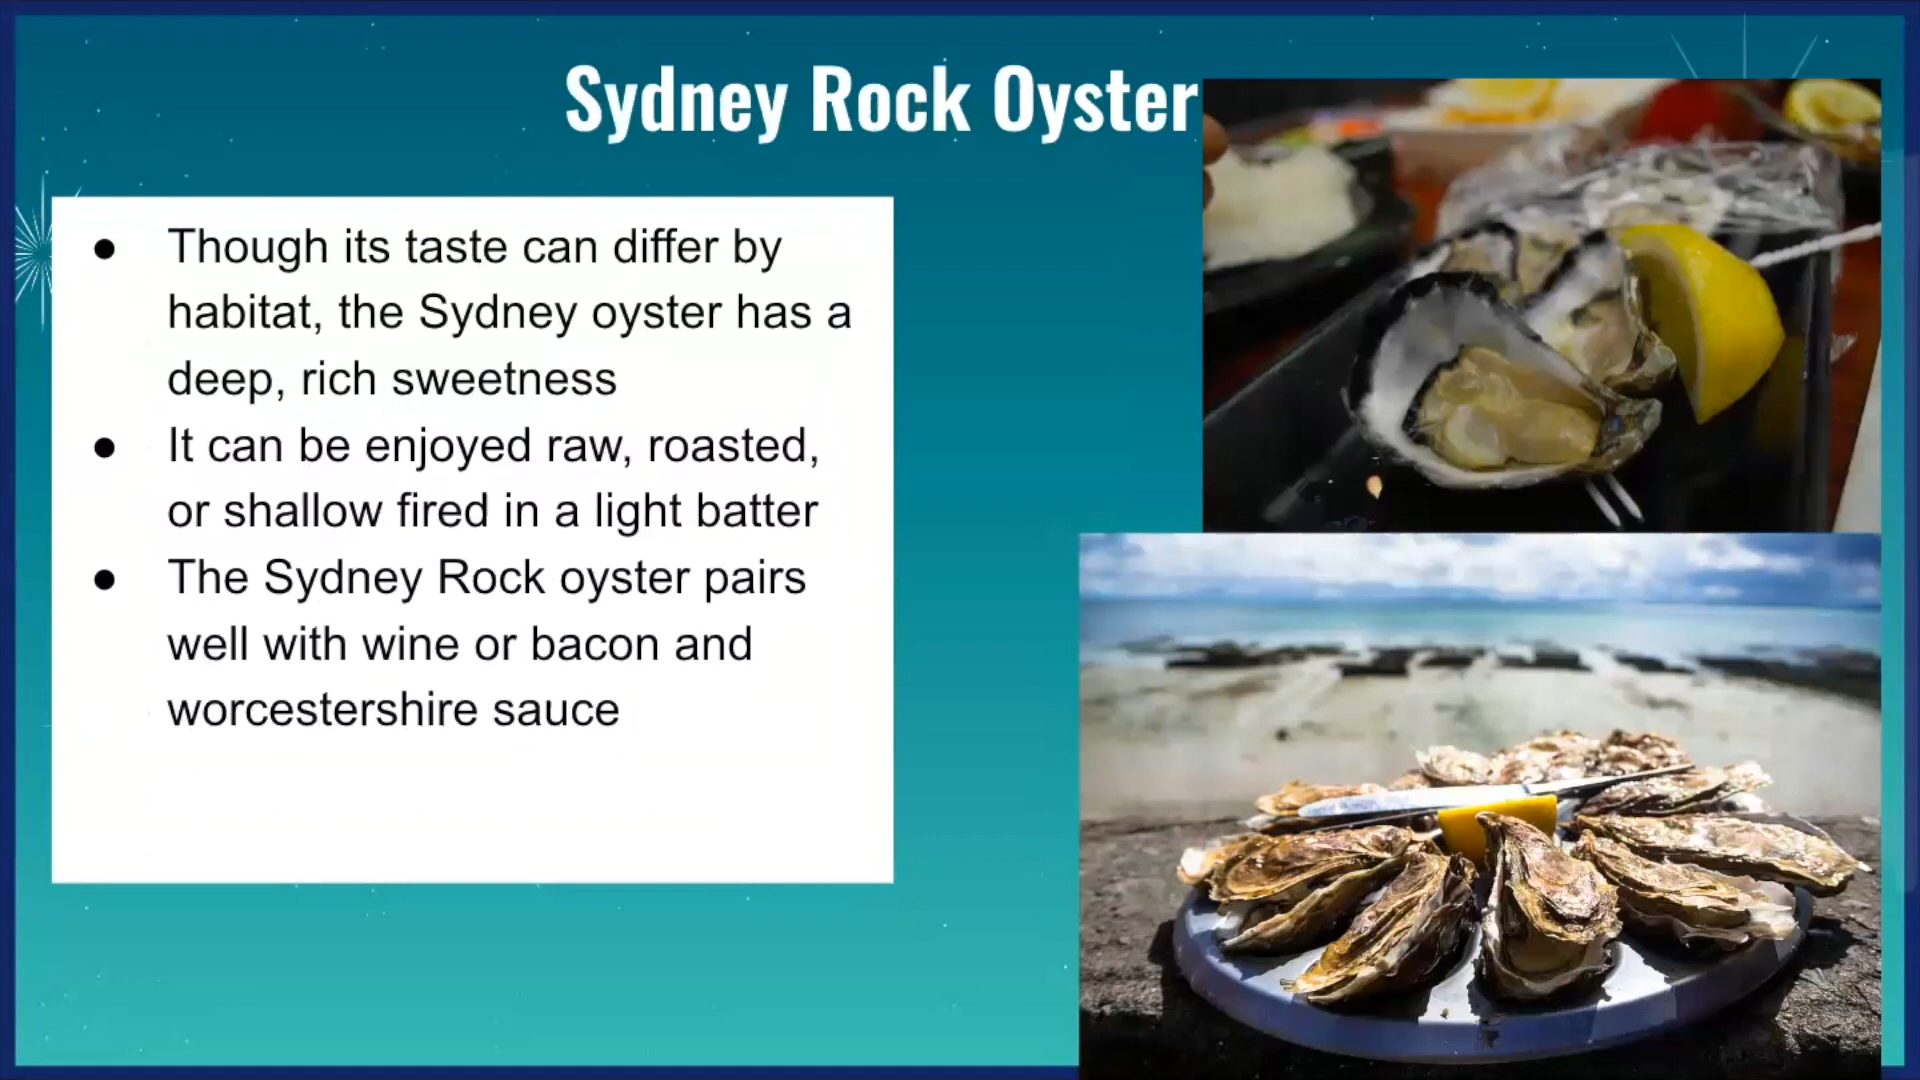 Sydney Rock Oyster
● Though its taste can differ by
habitat, the Sydney oyster has a
deep, rich sweetness
● It can be enjoyed raw, roasted,
or shallow fired in a light batter
● The Sydney Rock oyster pairs
well with wine or bacon and
worcestershire sauce